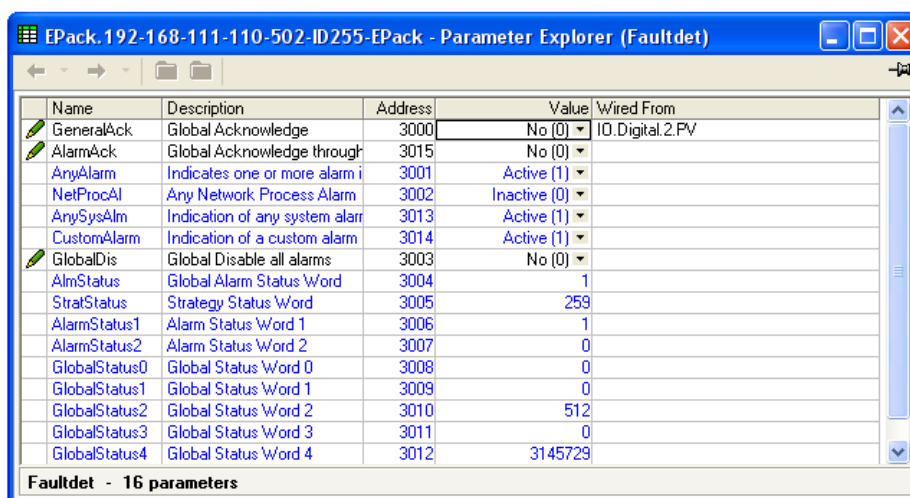 EPack.192-168-111-110-502-ID255-EPack - Parameter Explorer (Faultdet)
Name Description Address Value Wired From
GeneralAck Global Acknowledge 3000 No (0) IO.Digital.2.PV
AlarmAck Global Acknowledge through 3015 No (0)
AnyAlarm Indicates one or more alarm i 3001 Active (1)
NetProcAl Any Network Process Alarm 3002 Inactive (0)
AnySysAlm Indication of any system alarr 3013 Active (1)
CustomAlarm Indication of a custom alarm 3014 Active (1)
GlobalDis Global Disable all alarms 3003 No (0)
AlmStatus Global Alarm Status Word 3004 1
StratStatus Strategy Status Word 3005 259
AlarmStatus1 Alarm Status Word 1 3006 1
AlarmStatus2 Alarm Status Word 2 3007 0
GlobalStatus0 Global Status Word 0 3008 0
GlobalStatus1 Global Status Word 1 3009 0
GlobalStatus2 Global Status Word 2 3010 512
GlobalStatus3 Global Status Word 3 3011 0
GlobalStatus4 Global Status Word 4 3012 3145729
Faultdet - 16 parameters